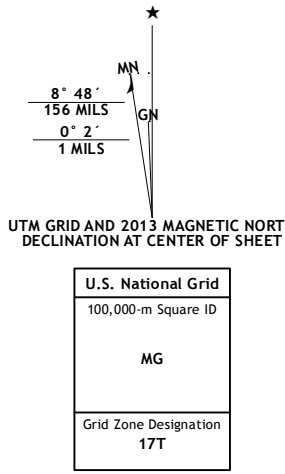 ★
MN
8° 48´
156 MILS
GN
0° 2´
1 MILS
UTM GRID AND 2013 MAGNETIC NORT
DECLINATION AT CENTER OF SHEET
U.S. National Grid
100,000-m Square ID
MG
Grid Zone Designation
17T